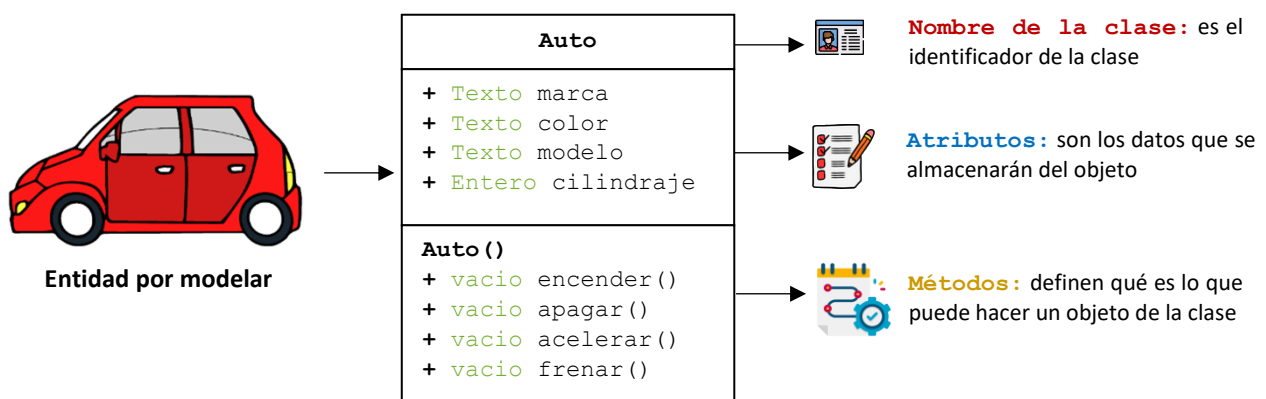 Auto
+ Texto marca
+ Texto color
+ Texto modelo
+ Entero cilindraje
Auto()
+ vacio encender()
+ vacio apagar()
+ vacio acelerar()
+ vacio frenar()
Entidad por modelar
Nombre de la clase: es el
identificador de la clase
Atributos: son los datos que se
almacenarán del objeto
Métodos: definen qué es lo que
puede hacer un objeto de la clase